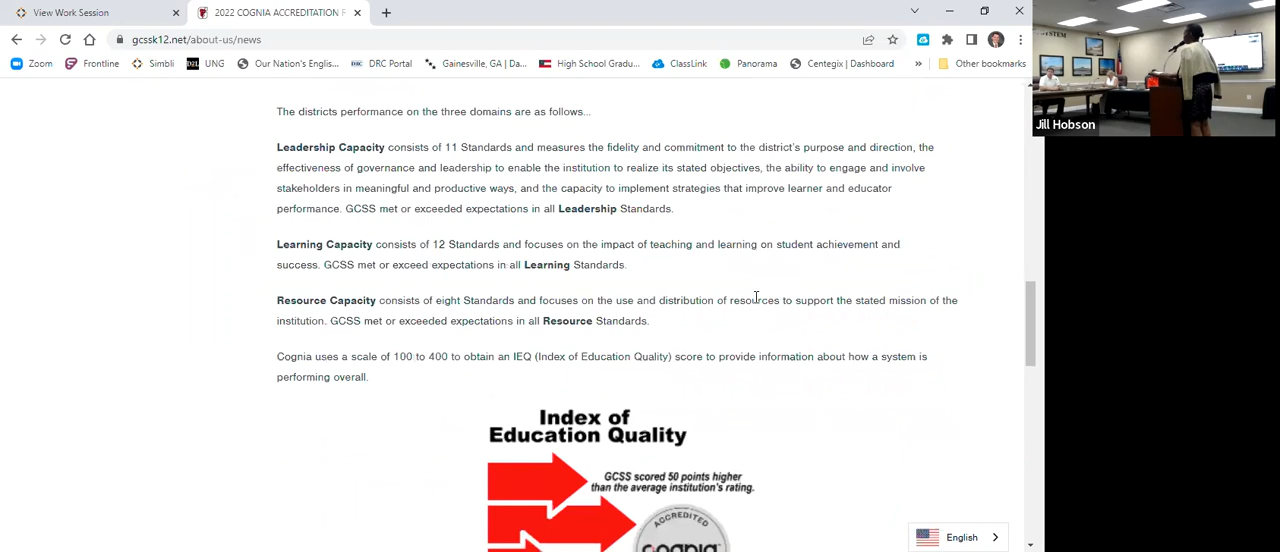 View Work Session
2022 COGNIA ACCREDITATION F
gcssk12.net/about-us/news
Zoom
Frontline
Simbli
D2L
UNG
Our Nation's Englis...
DRC Portal
Gainesville, GA | Da...
High School Gradu...
ClassLink
Panorama
Centegix | Dashboard
»
Other bookmarks
SYSTEM
Jill Hobson
The districts performance on the three domains are as follows...
Leadership Capacity consists of 11 Standards and measures the fidelity and commitment to the district's purpose and direction, the
effectiveness of governance and leadership to enable the institution to realize its stated objectives, the ability to engage and involve
stakeholders in meaningful and productive ways, and the capacity to implement strategies that improve learner and educator
performance. GCSS met or exceeded expectations in all Leadership Standards.
Learning Capacity consists of 12 Standards and focuses on the impact of teaching and learning on student achievement and
success. GCSS met or exceed expectations in all Learning Standards.
Resource Capacity consists of eight Standards and focuses on the use and distribution of resources to support the stated mission of the
institution. GCSS met or exceeded expectations in all Resource Standards.
Cognia uses a scale of 100 to 400 to obtain an IEQ (Index of Education Quality) score to provide information about how a system is
performing overall.
Index of
Education Quality
GCSS scored 50 points higher
than the average institution's rating.
ACCREDITED
cognia
English